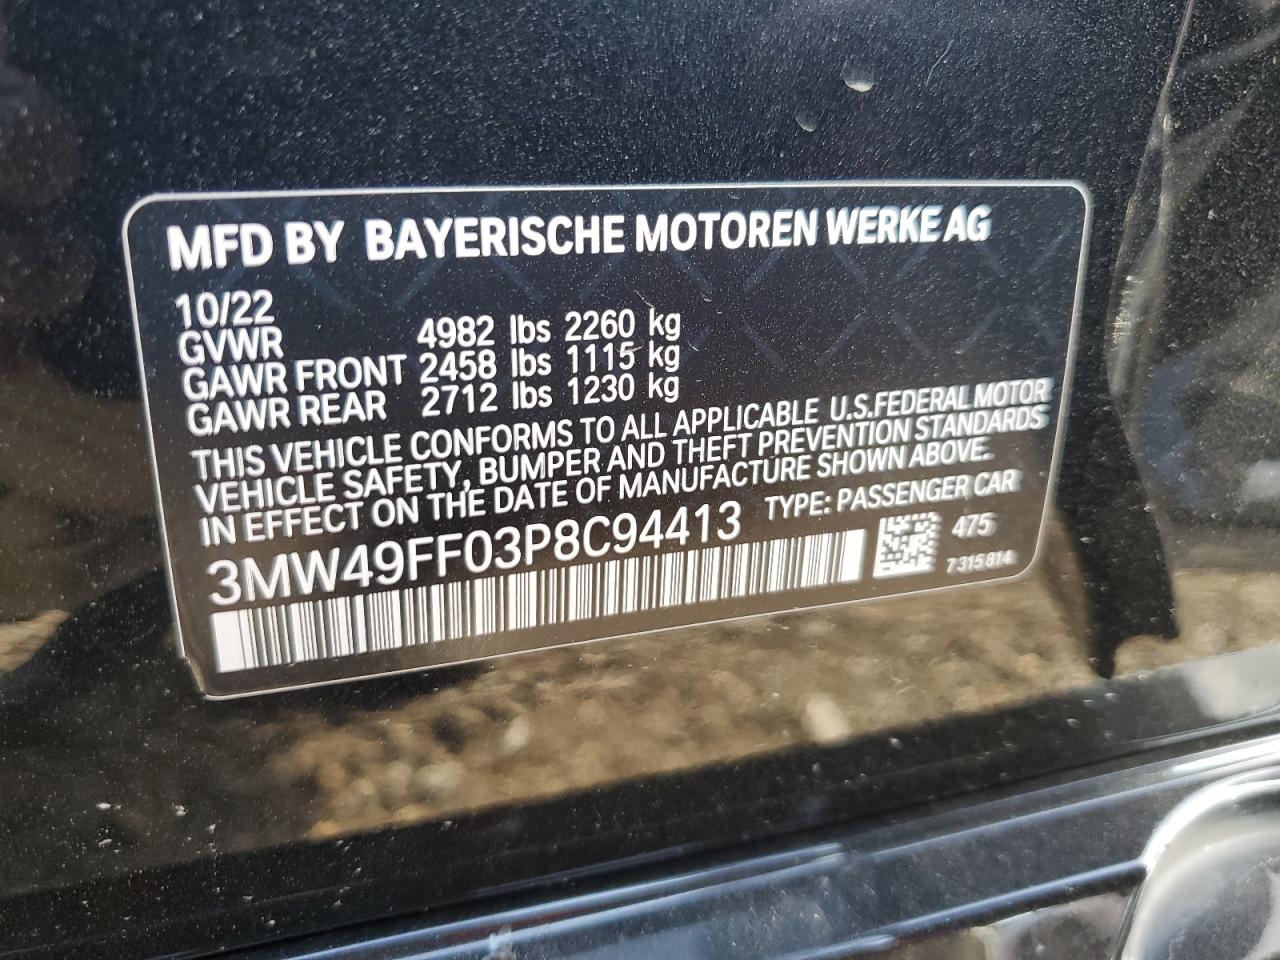 MFD BY BAYERISCHE MOTOREN WERKE AG
10/22
GVWR 4982 lbs 2260 kg
GAWR FRONT 2458 lbs 1115 kg
GAWR REAR 2712 lbs 1230 kg
THIS VEHICLE CONFORMS TO ALL APPLICABLE U.S.FEDERAL MOTOR
VEHICLE SAFETY, BUMPER AND THEFT PREVENTION STANDARDS
IN EFFECT ON THE DATE OF MANUFACTURE SHOWN ABOVE.
3MW49FF03P8C94413 TYPE: PASSENGER CAR
475
7 315 814